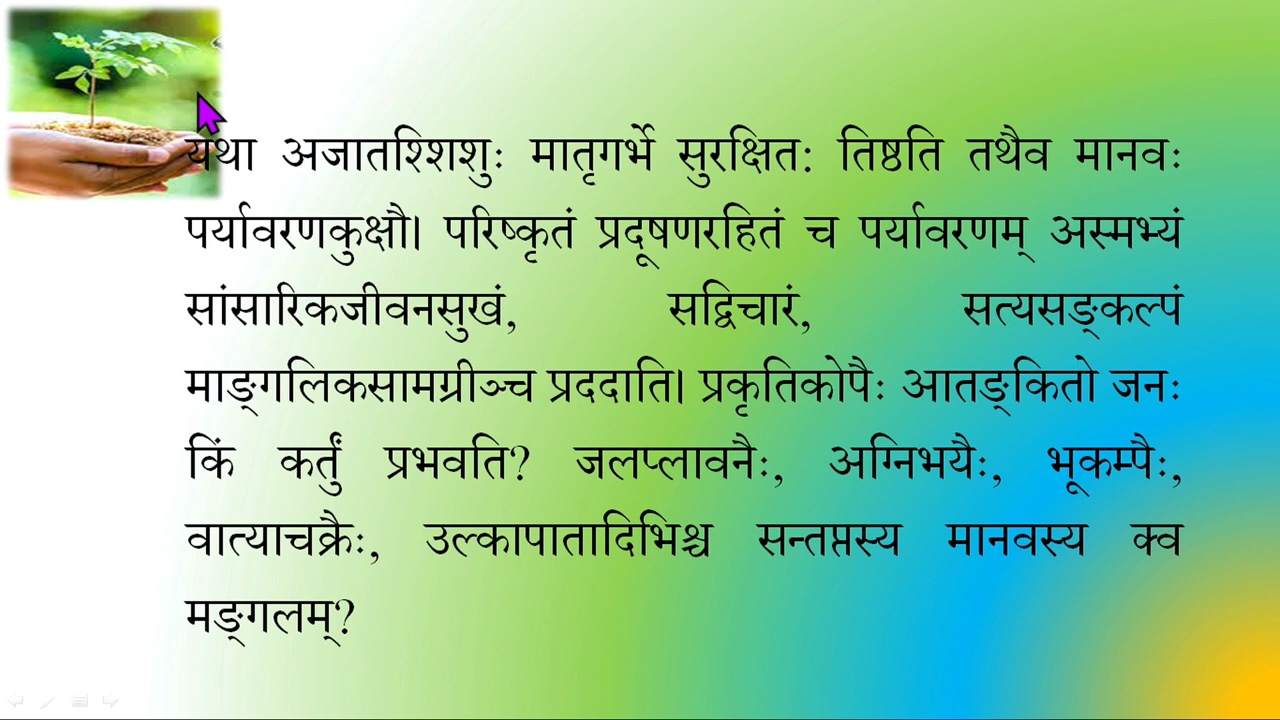 यथा अजातश्शिशुः मातृगर्भे सुरक्षित: तिष्ठति तथैव मानवः
पर्यावरणकुक्षौ। परिष्कृतं प्रदूषणरहितं च पर्यावरणम् अस्मभ्यं
सांसारिकजीवनसुखं, सद्विचारं, सत्यसङ्कल्पं
माङ्गलिकसामग्रीञ्च प्रददाति। प्रकृतिकोपैः आतङ्कितो जनः
किं कर्तुं प्रभवति? जलप्लावनैः, अग्निभयैः, भूकम्पैः,
वात्याचक्रैः, उल्कापातादिभिश्च सन्तप्तस्य मानवस्य क्व
मङ्गलम्?